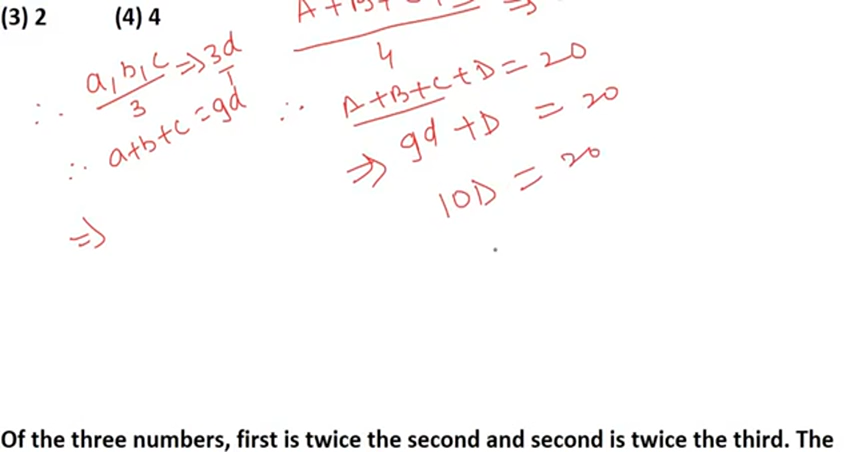 (3) 2 (4) 4
A+B+C
4
∴ a, b, c / 3 ⇒ 3d / 1
∴ a+b+c = 9d
∴ A+B+C+D = 20
⇒ 9d + D = 20
10D = 20
⇒
Of the three numbers, first is twice the second and second is twice the third. The